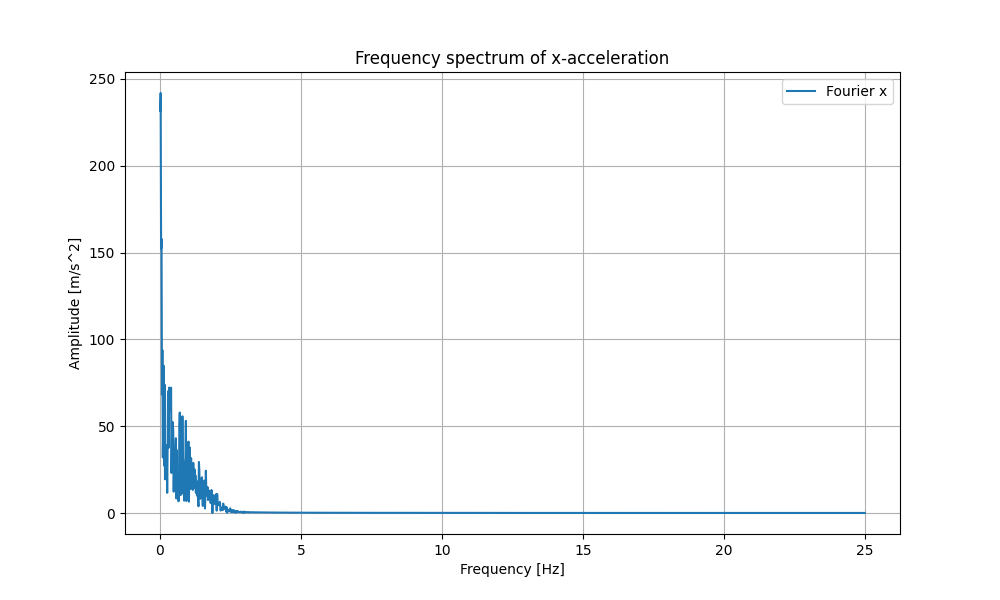 Frequency spectrum of x-acceleration
Fourier x
250
200
150
100
50
0
Amplitude [m/s^2]
0 5 10 15 20 25
Frequency [Hz]